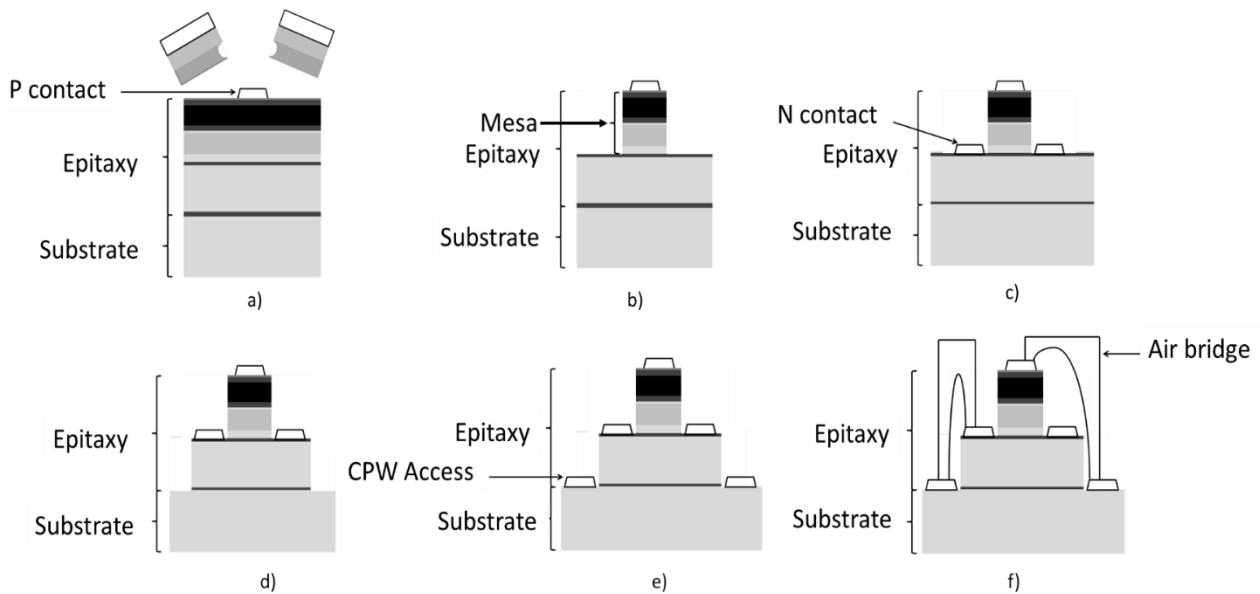 P contact
Epitaxy
Substrate
a)
Mesa
Epitaxy
Substrate
b)
N contact
Epitaxy
Substrate
c)
Epitaxy
Substrate
d)
Epitaxy
CPW Access
Substrate
e)
Air bridge
Epitaxy
Substrate
f)